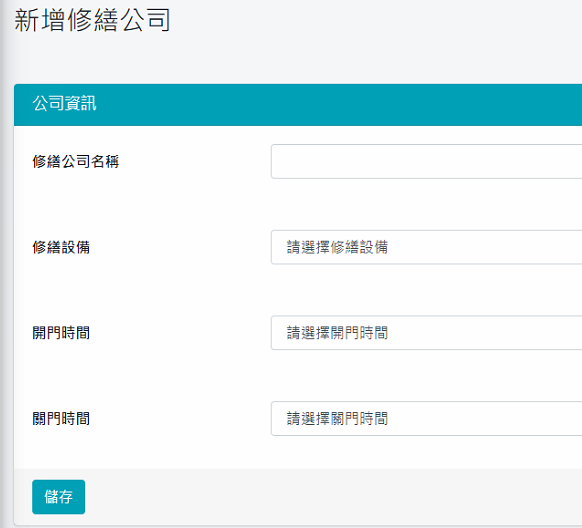 新增修繕公司
公司資訊
修繕公司名稱
修繕設備
請選擇修繕設備
開門時間
請選擇開門時間
關門時間
請選擇關門時間
儲存